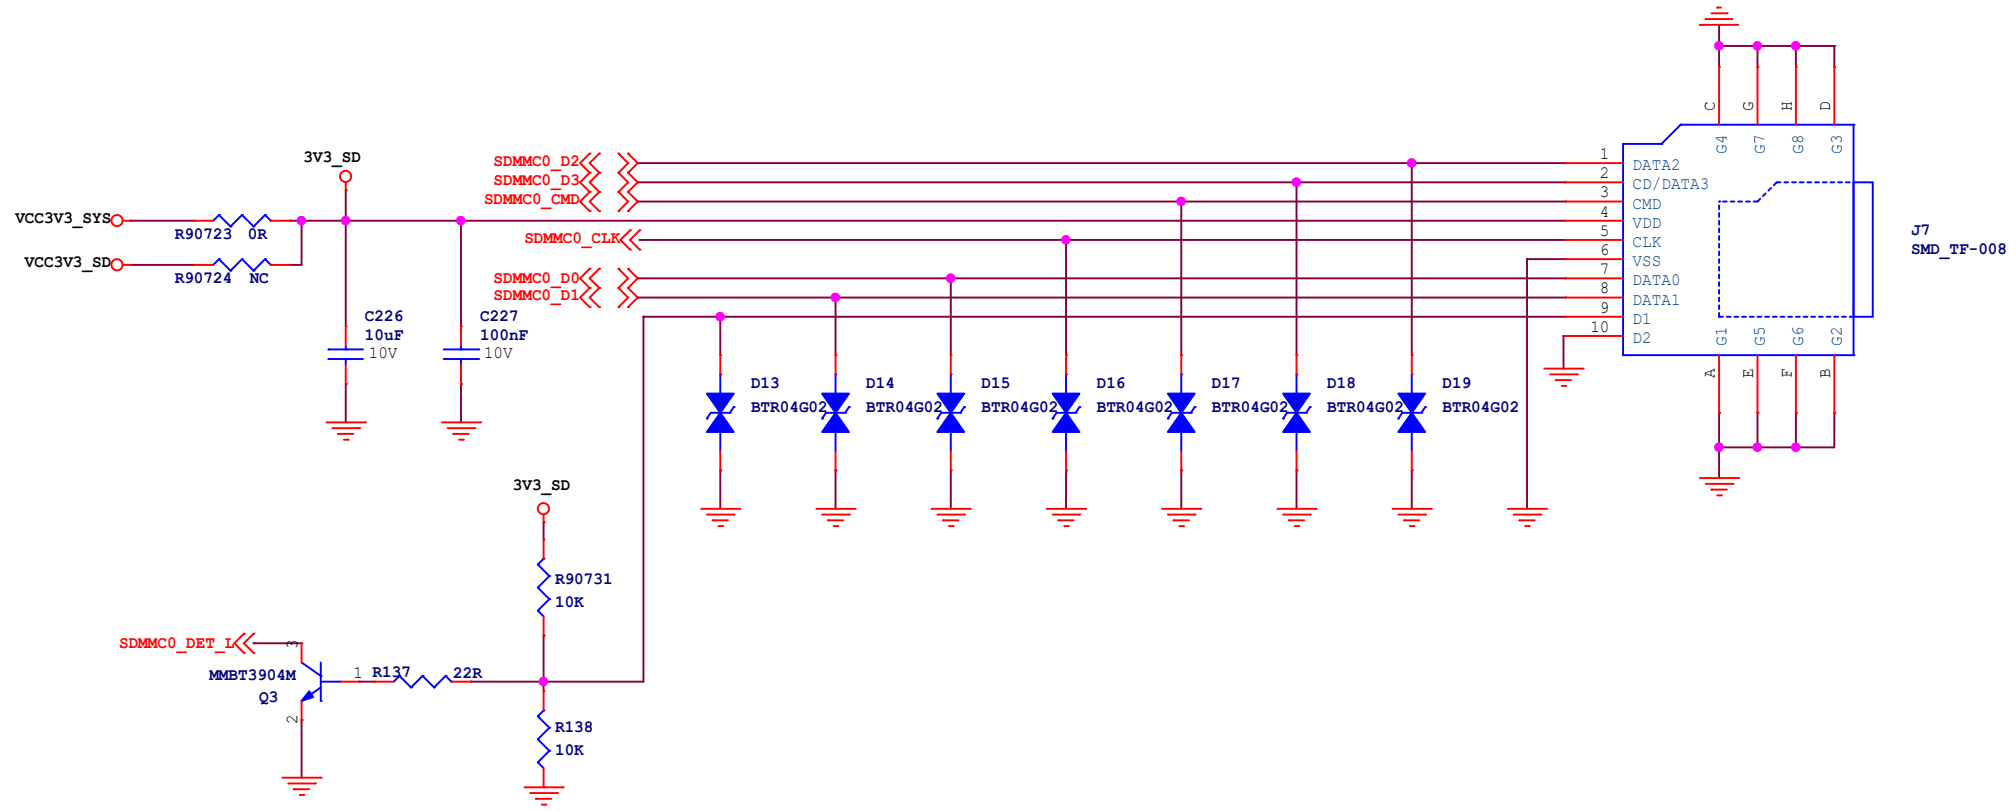 C
G
H
D
G4
G7
G8
G3
3V3_SD
VCC3V3_SYS
R90723 0R
VCC3V3_SD
R90724 NC
C226
10uF
10V
C227
100nF
10V
SDMMC0_D2
SDMMC0_D3
SDMMC0_CMD
SDMMC0_CLK
SDMMC0_D0
SDMMC0_D1
1 DATA2
2 CD/DATA3
3 CMD
4 VDD
5 CLK
6 VSS
7 DATA0
8 DATA1
9 D1
10 D2
J7
SMD_TF-008
G1
G5
G6
G2
A
E
F
B
D13
BTR04G02
D14
BTR04G02
D15
BTR04G02
D16
BTR04G02
D17
BTR04G02
D18
BTR04G02
D19
BTR04G02
3V3_SD
R90731
10K
SDMMC0_DET_L
3
MMBT3904M
Q3
1
2
R137 22R
R138
10K